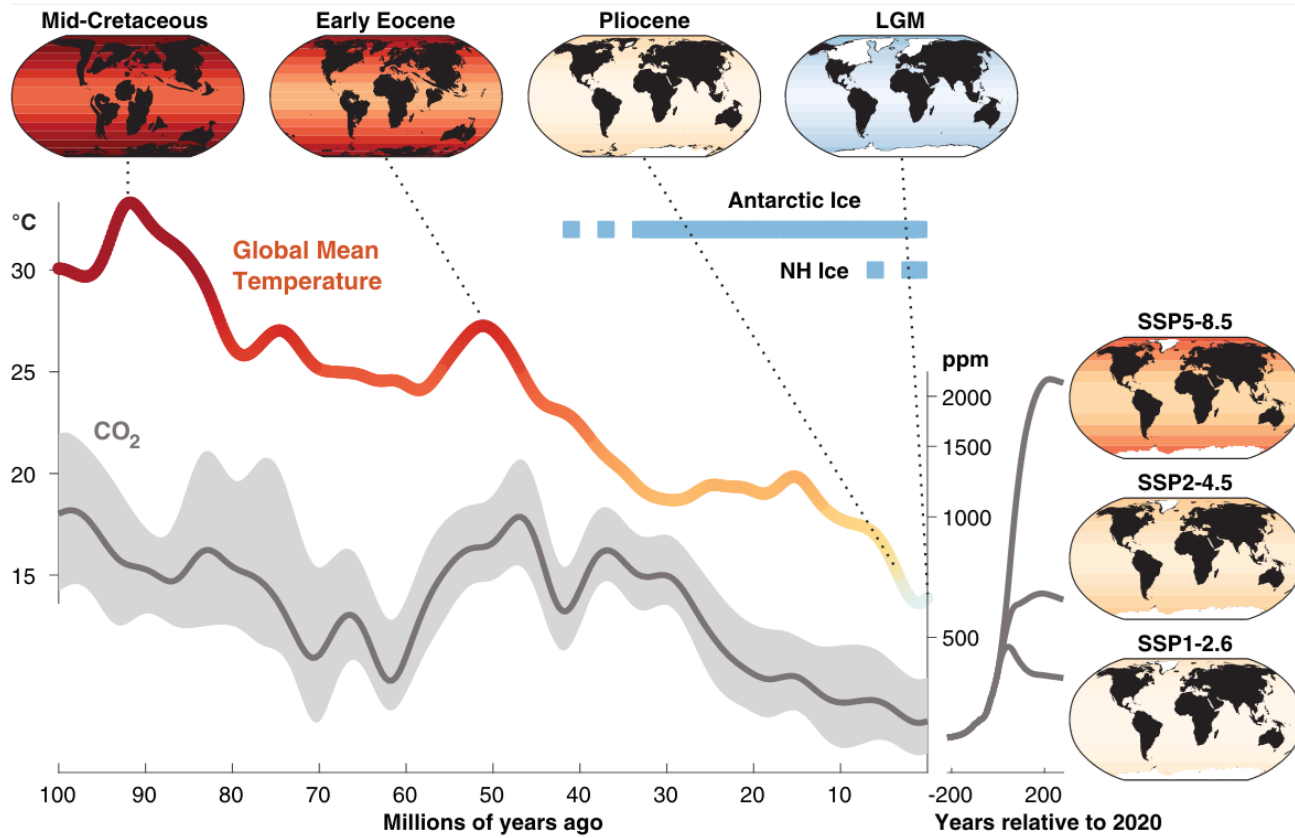 Mid-Cretaceous
Early Eocene
Pliocene
LGM
°C
30
25
20
15
Global Mean
Temperature
CO2
Antarctic Ice
NH Ice
ppm
2000
1500
1000
500
SSP5-8.5
SSP2-4.5
SSP1-2.6
100 90 80 70 60 50 40 30 20 10
-200 200
Millions of years ago
Years relative to 2020